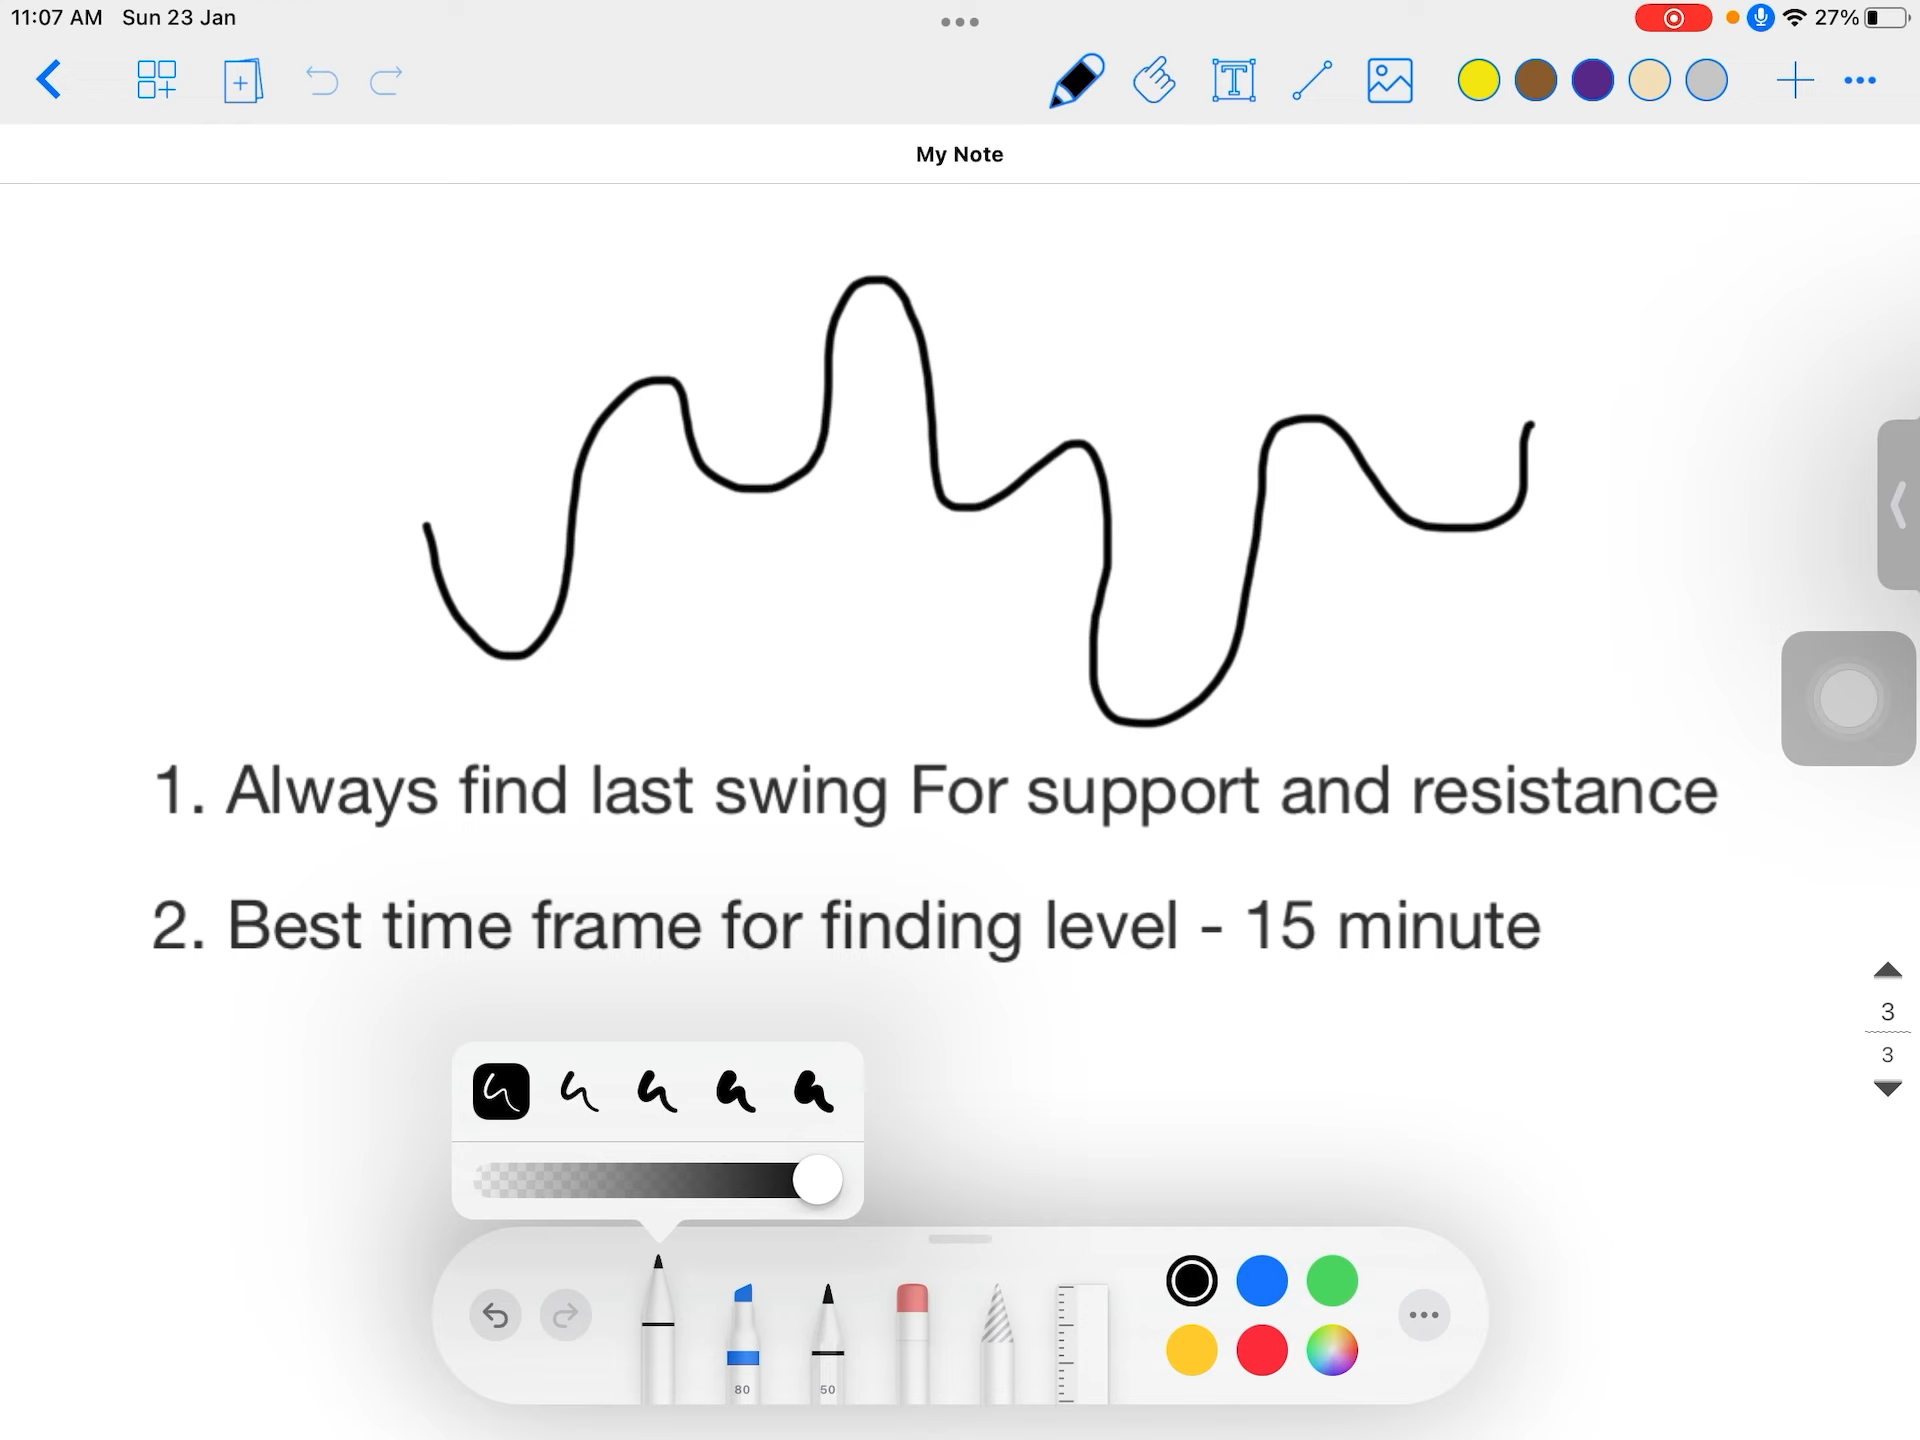 11:07 AM Sun 23 Jan
27%
My Note
1. Always find last swing For support and resistance
2. Best time frame for finding level - 15 minute
3
3
80
50